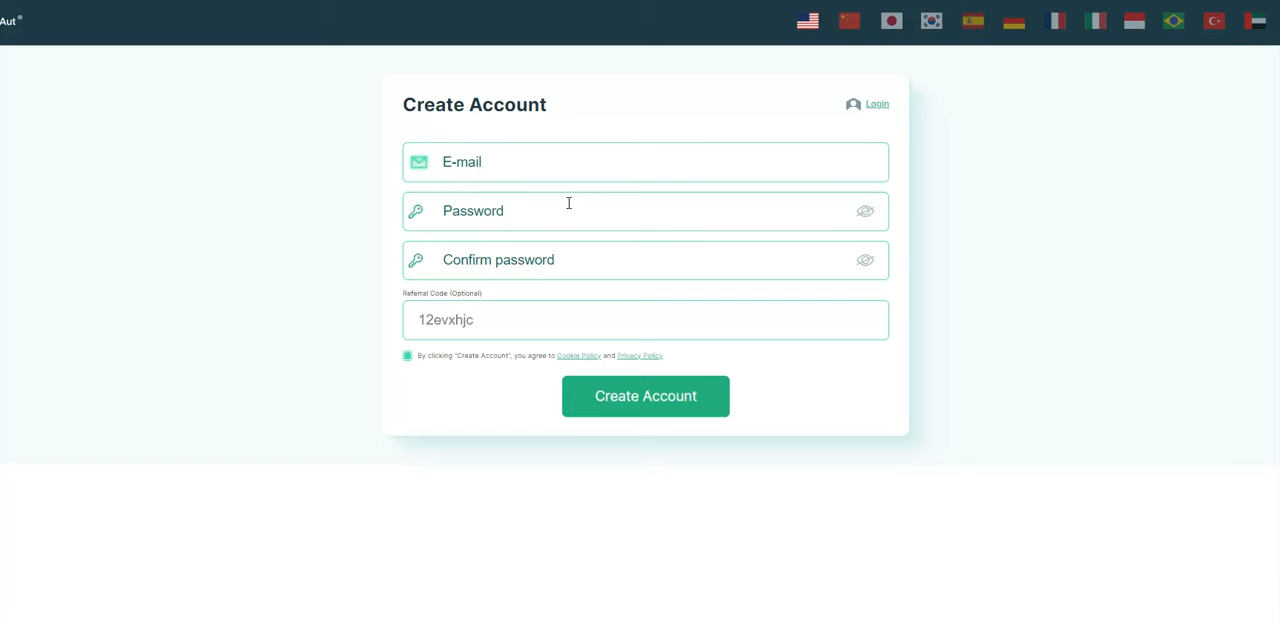 Aut®
Create Account
Login
E-mail
Password
Confirm password
Referral Code (Optional)
12evxhjc
By clicking "Create Account", you agree to Cookie Policy and Privacy Policy
Create Account